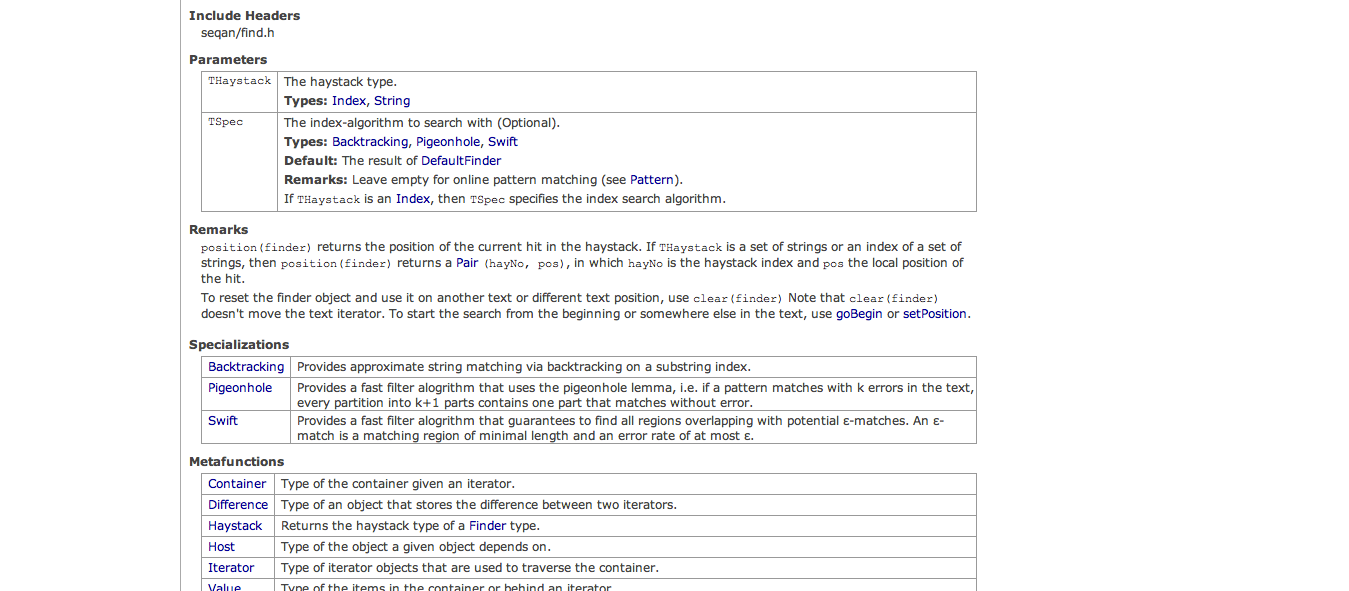 Include Headers
seqan/find.h
Parameters
THaystack The haystack type.
Types: Index, String
TSpec The index-algorithm to search with (Optional).
Types: Backtracking, Pigeonhole, Swift
Default: The result of DefaultFinder
Remarks: Leave empty for online pattern matching (see Pattern).
If THaystack is an Index, then TSpec specifies the index search algorithm.
Remarks
position(finder) returns the position of the current hit in the haystack. If THaystack is a set of strings or an index of a set of
strings, then position(finder) returns a Pair (hayNo, pos), in which hayNo is the haystack index and pos the local position of
the hit.
To reset the finder object and use it on another text or different text position, use clear(finder) Note that clear(finder)
doesn't move the text iterator. To start the search from the beginning or somewhere else in the text, use goBegin or setPosition.
Specializations
Backtracking Provides approximate string matching via backtracking on a substring index.
Pigeonhole Provides a fast filter alogrithm that uses the pigeonhole lemma, i.e. if a pattern matches with k errors in the text,
every partition into k+1 parts contains one part that matches without error.
Swift Provides a fast filter alogrithm that guarantees to find all regions overlapping with potential ε-matches. An ε-
match is a matching region of minimal length and an error rate of at most ε.
Metafunctions
Container Type of the container given an iterator.
Difference Type of an object that stores the difference between two iterators.
Haystack Returns the haystack type of a Finder type.
Host Type of the object a given object depends on.
Iterator Type of iterator objects that are used to traverse the container.
Value Type of the items in the container or behind an iterator.